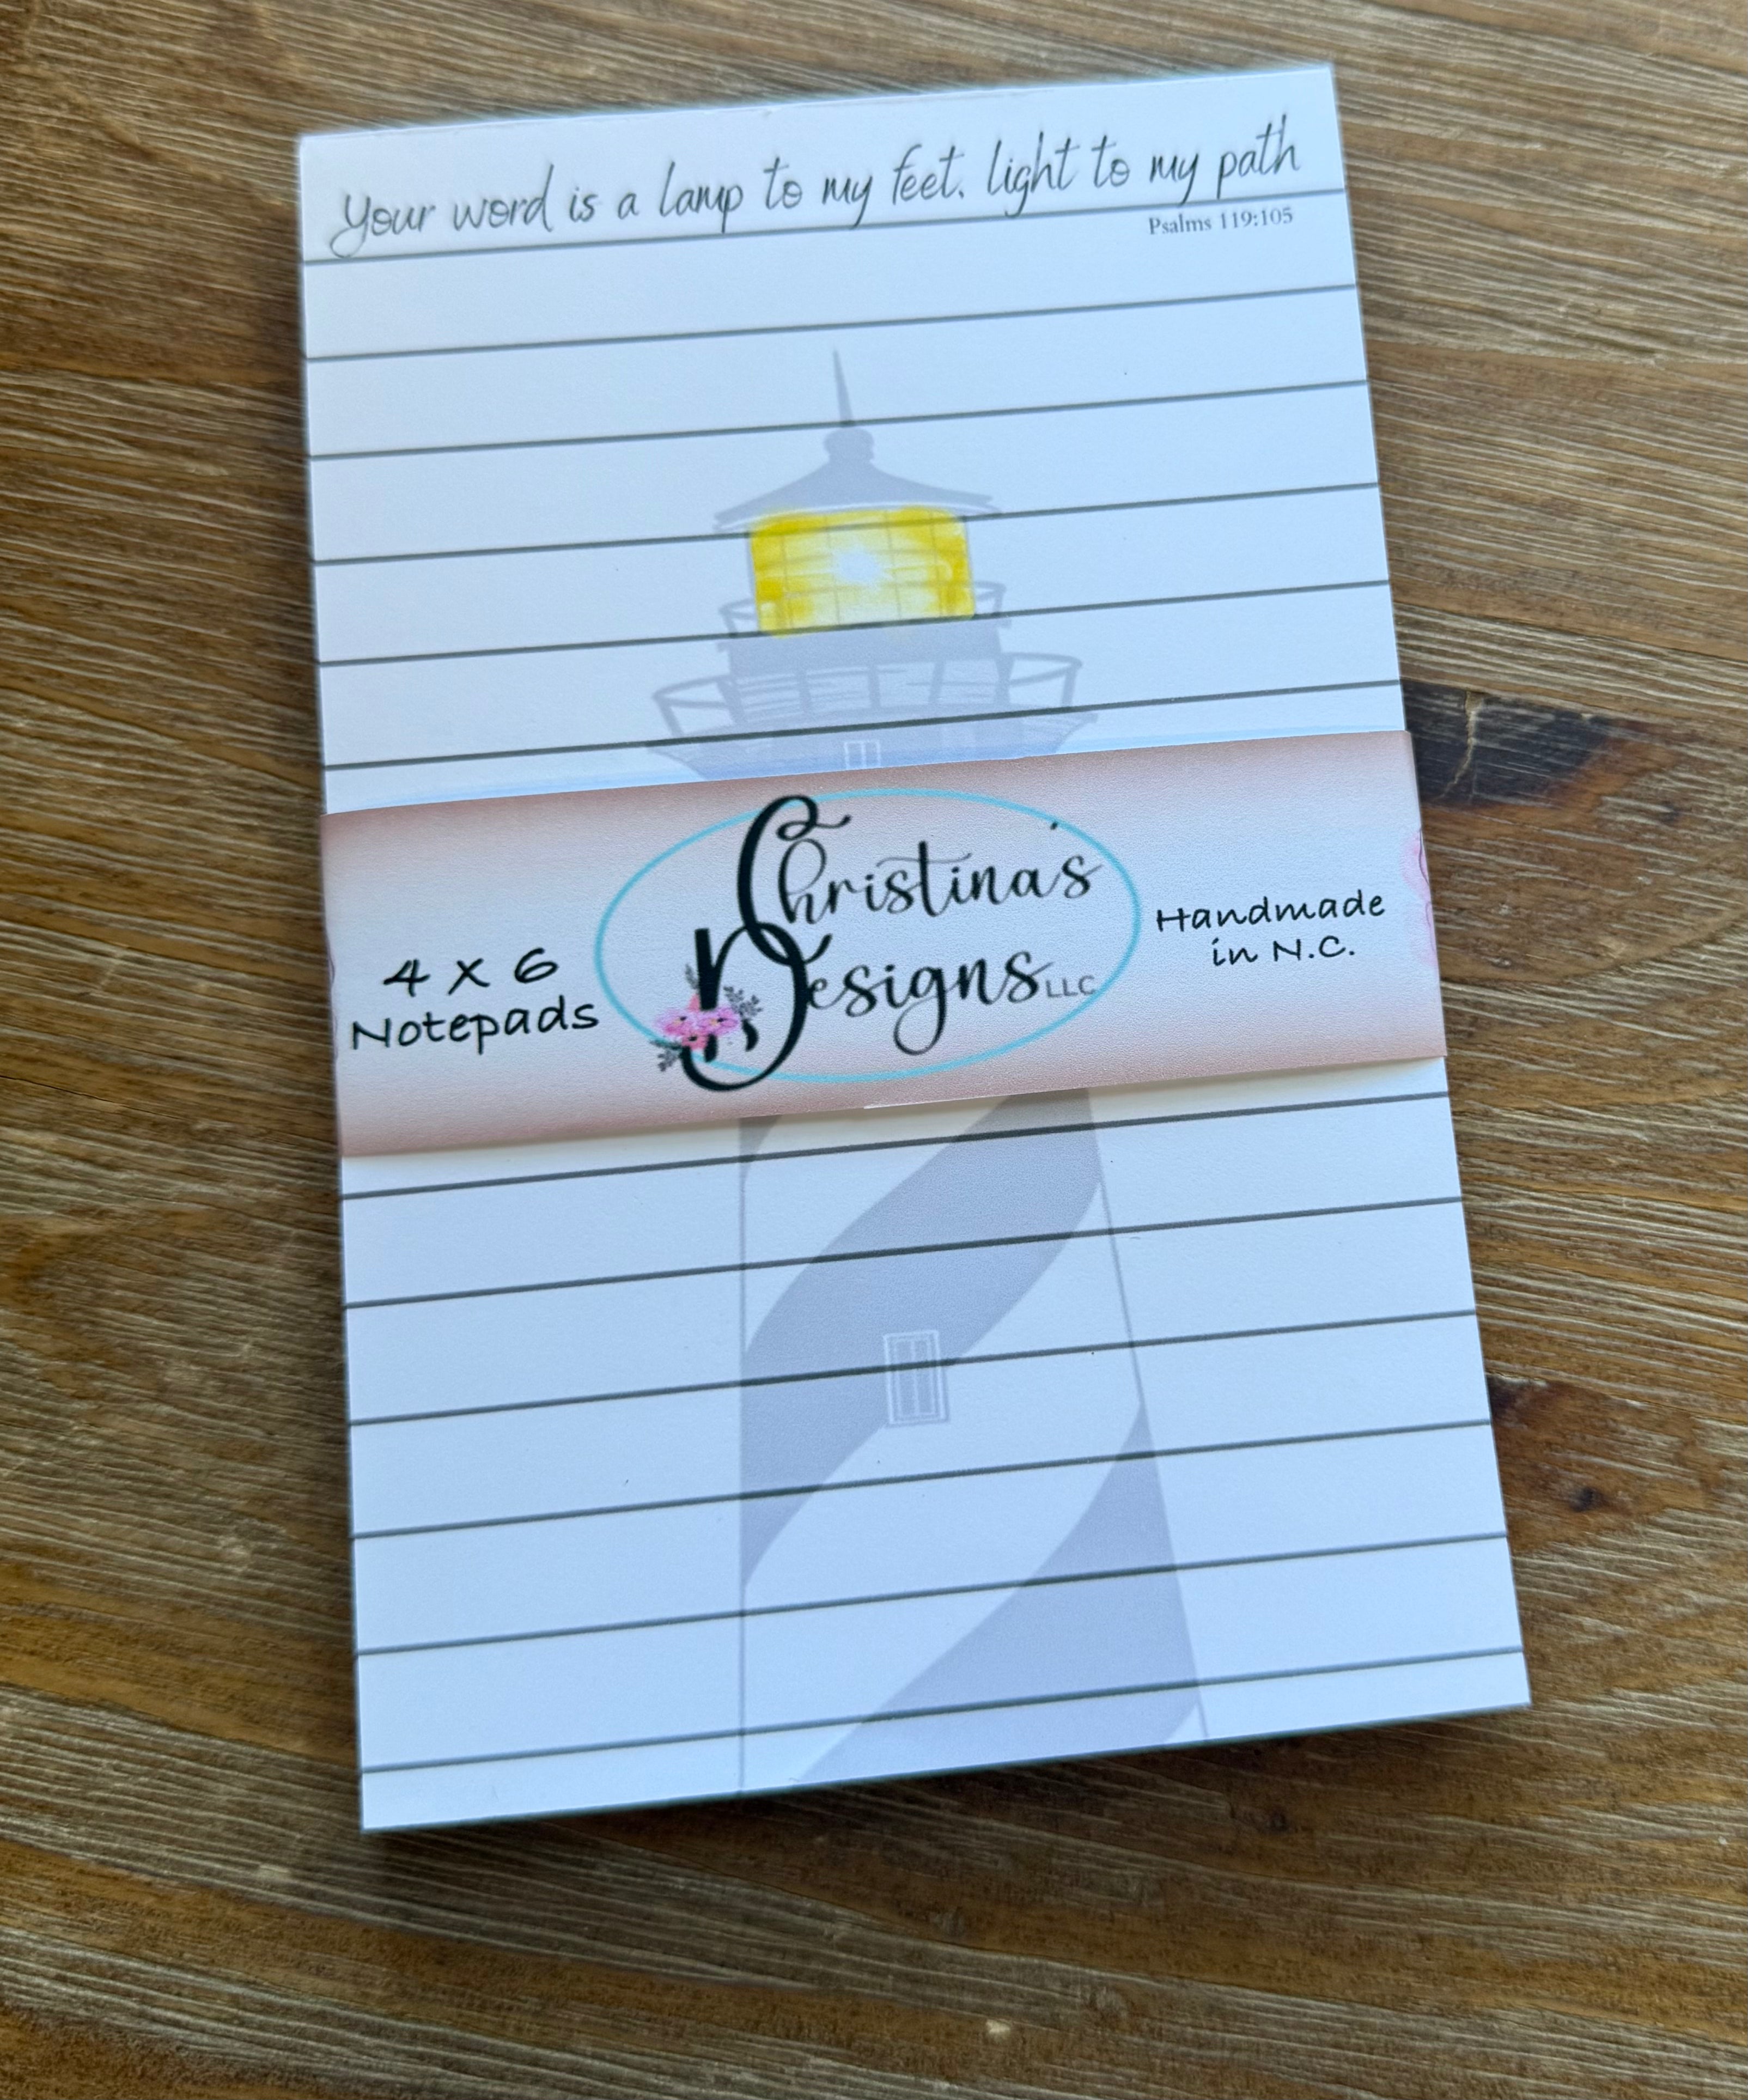 Your word is a lamp to my feet. light to my path
Psalms 119:105
4 x 6
Notepads
Christina's
Designs LLC
Handmade
in N.C.